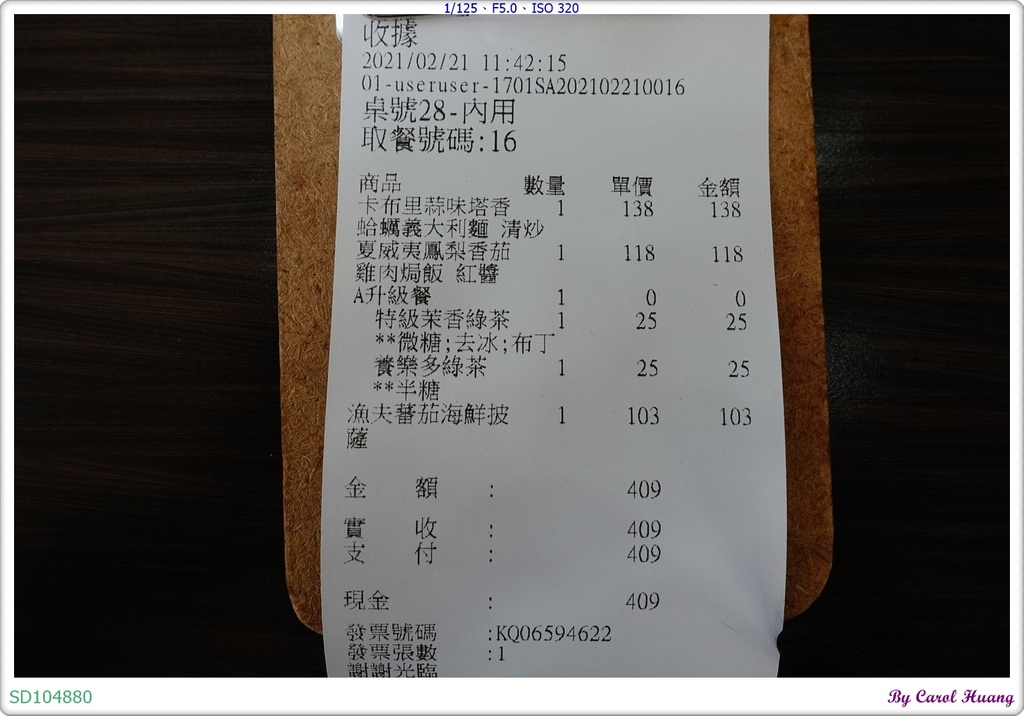 1/125、F5.0、ISO 320
收據
2021/02/21 11:42:15
01-useruser-1701SA202102210016
桌號28-內用
取餐號碼:16
商品 數量 單價 金額
卡布里蒜味塔香 1 138 138
蛤蠣義大利麵 清炒
夏威夷鳳梨香茄 1 118 118
雞肉焗飯 紅醬
A升級餐 1 0 0
特級茉香綠茶 1 25 25
**微糖;去冰;布丁
養樂多綠茶 1 25 25
**半糖
漁夫蕃茄海鮮披 1 103 103
薩
金 額 : 409
實 收 : 409
支 付 : 409
現金 : 409
發票號碼 :KQ06594622
發票張數 :1
謝謝光臨
SD104880
By Carol Huang